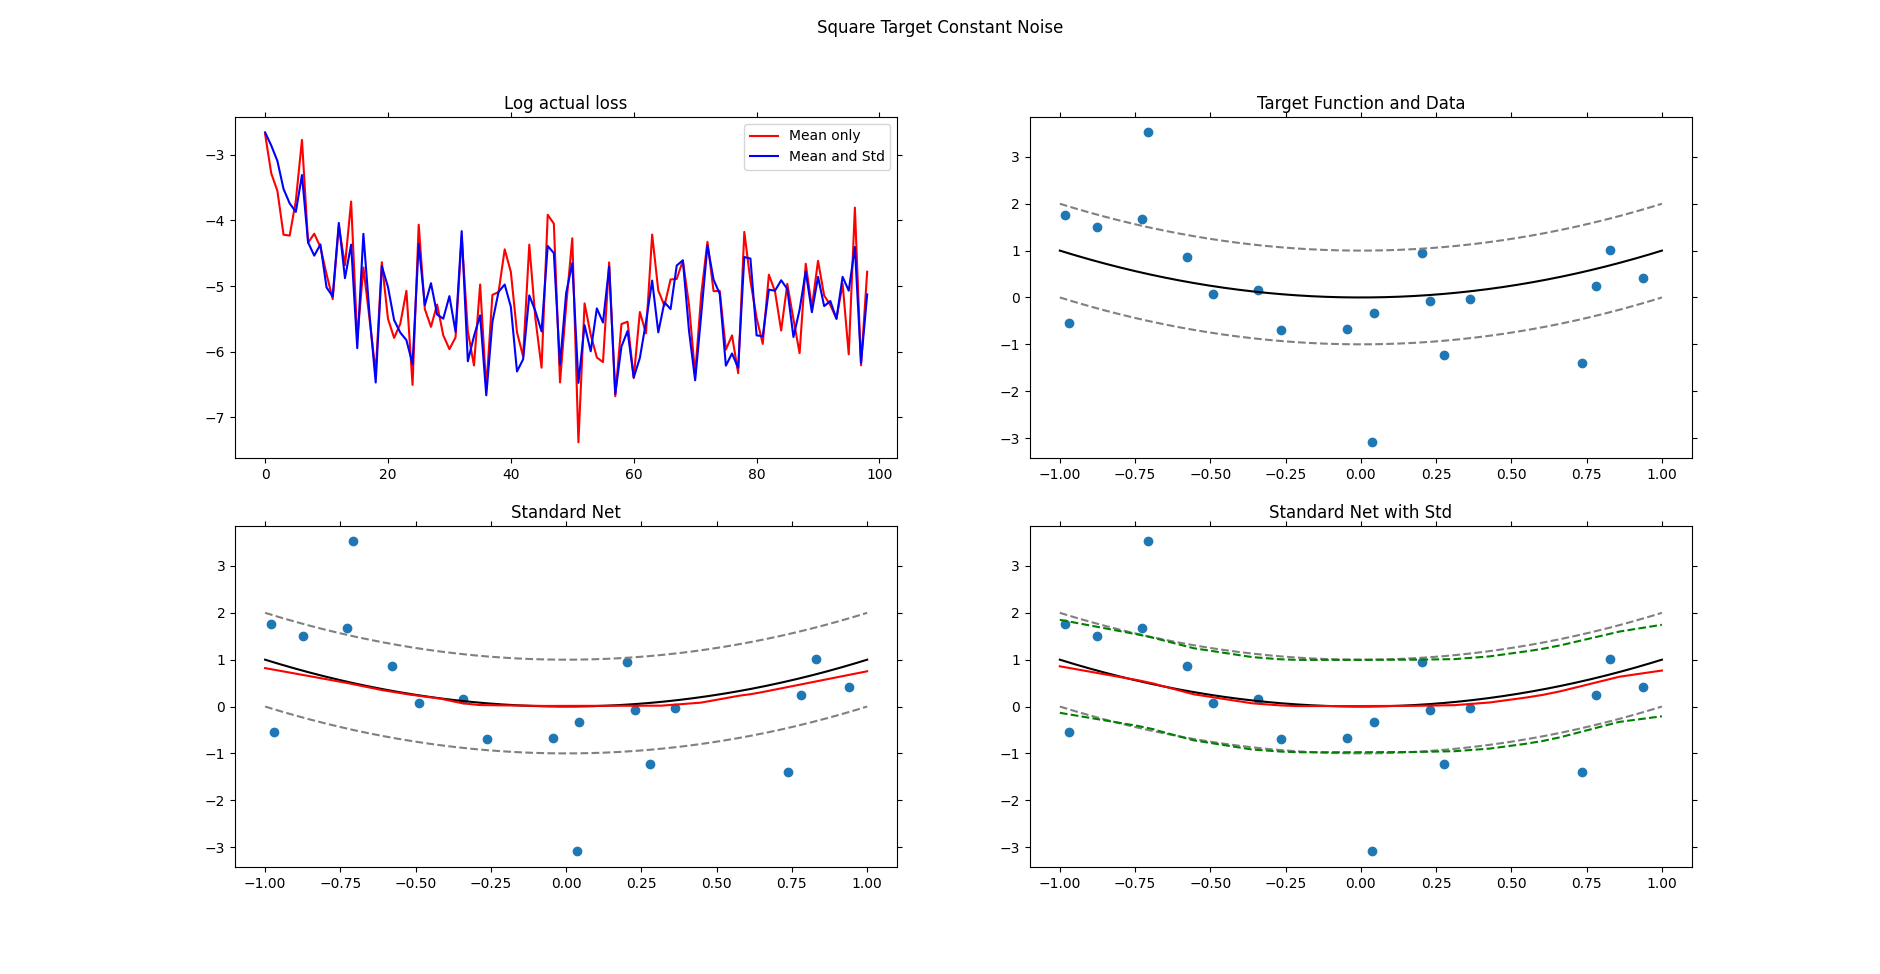 Square Target Constant Noise
Log actual loss
Mean only
Mean and Std
−3
−4
−5
−6
−7
0 20 40 60 80 100
Target Function and Data
3
2
1
0
−1
−2
−3
−1.00 −0.75 −0.50 −0.25 0.00 0.25 0.50 0.75 1.00
Standard Net
3
2
1
0
−1
−2
−3
−1.00 −0.75 −0.50 −0.25 0.00 0.25 0.50 0.75 1.00
Standard Net with Std
3
2
1
0
−1
−2
−3
−1.00 −0.75 −0.50 −0.25 0.00 0.25 0.50 0.75 1.00